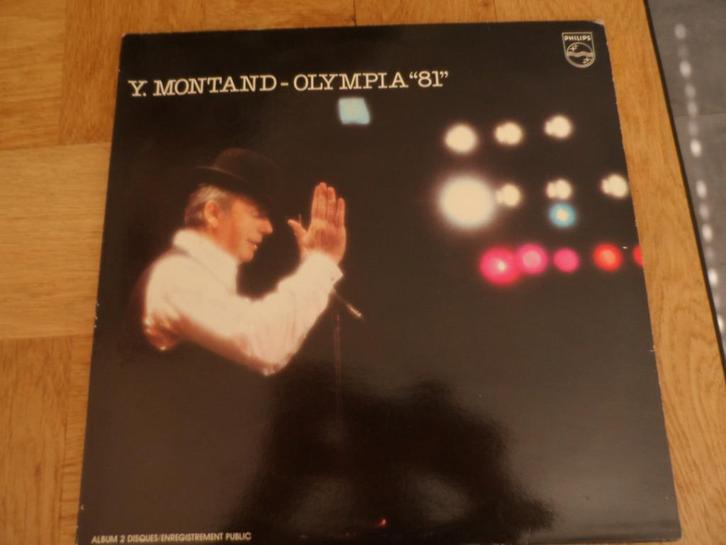 PHILIPS
Y. MONTAND - OLYMPIA "81"
ALBUM 2 DISQUES/ENREGISTREMENT PUBLIC